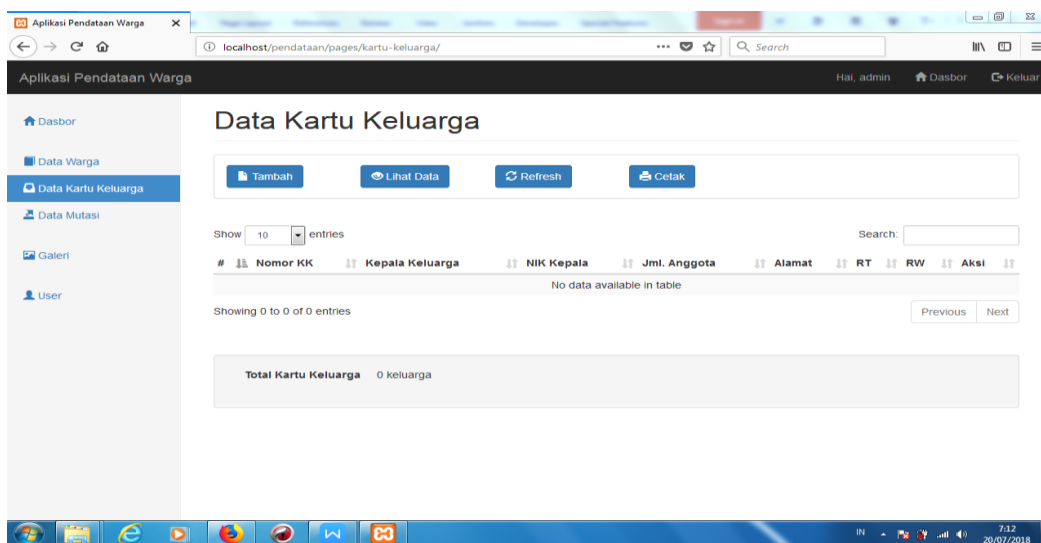 Aplikasi Pendataan Warga
localhost/pendataan/pages/kartu-keluarga/
Search
Aplikasi Pendataan Warga
Hai, admin Dasbor Keluar
Dasbor
Data Warga
Data Kartu Keluarga
Data Mutasi
Galeri
User
Data Kartu Keluarga
Tambah Lihat Data Refresh Cetak
Show 10 entries Search:
# Nomor KK Kepala Keluarga NIK Kepala Jml. Anggota Alamat RT RW Aksi
No data available in table
Showing 0 to 0 of 0 entries Previous Next
Total Kartu Keluarga 0 keluarga
IN 7:12
20/07/2018